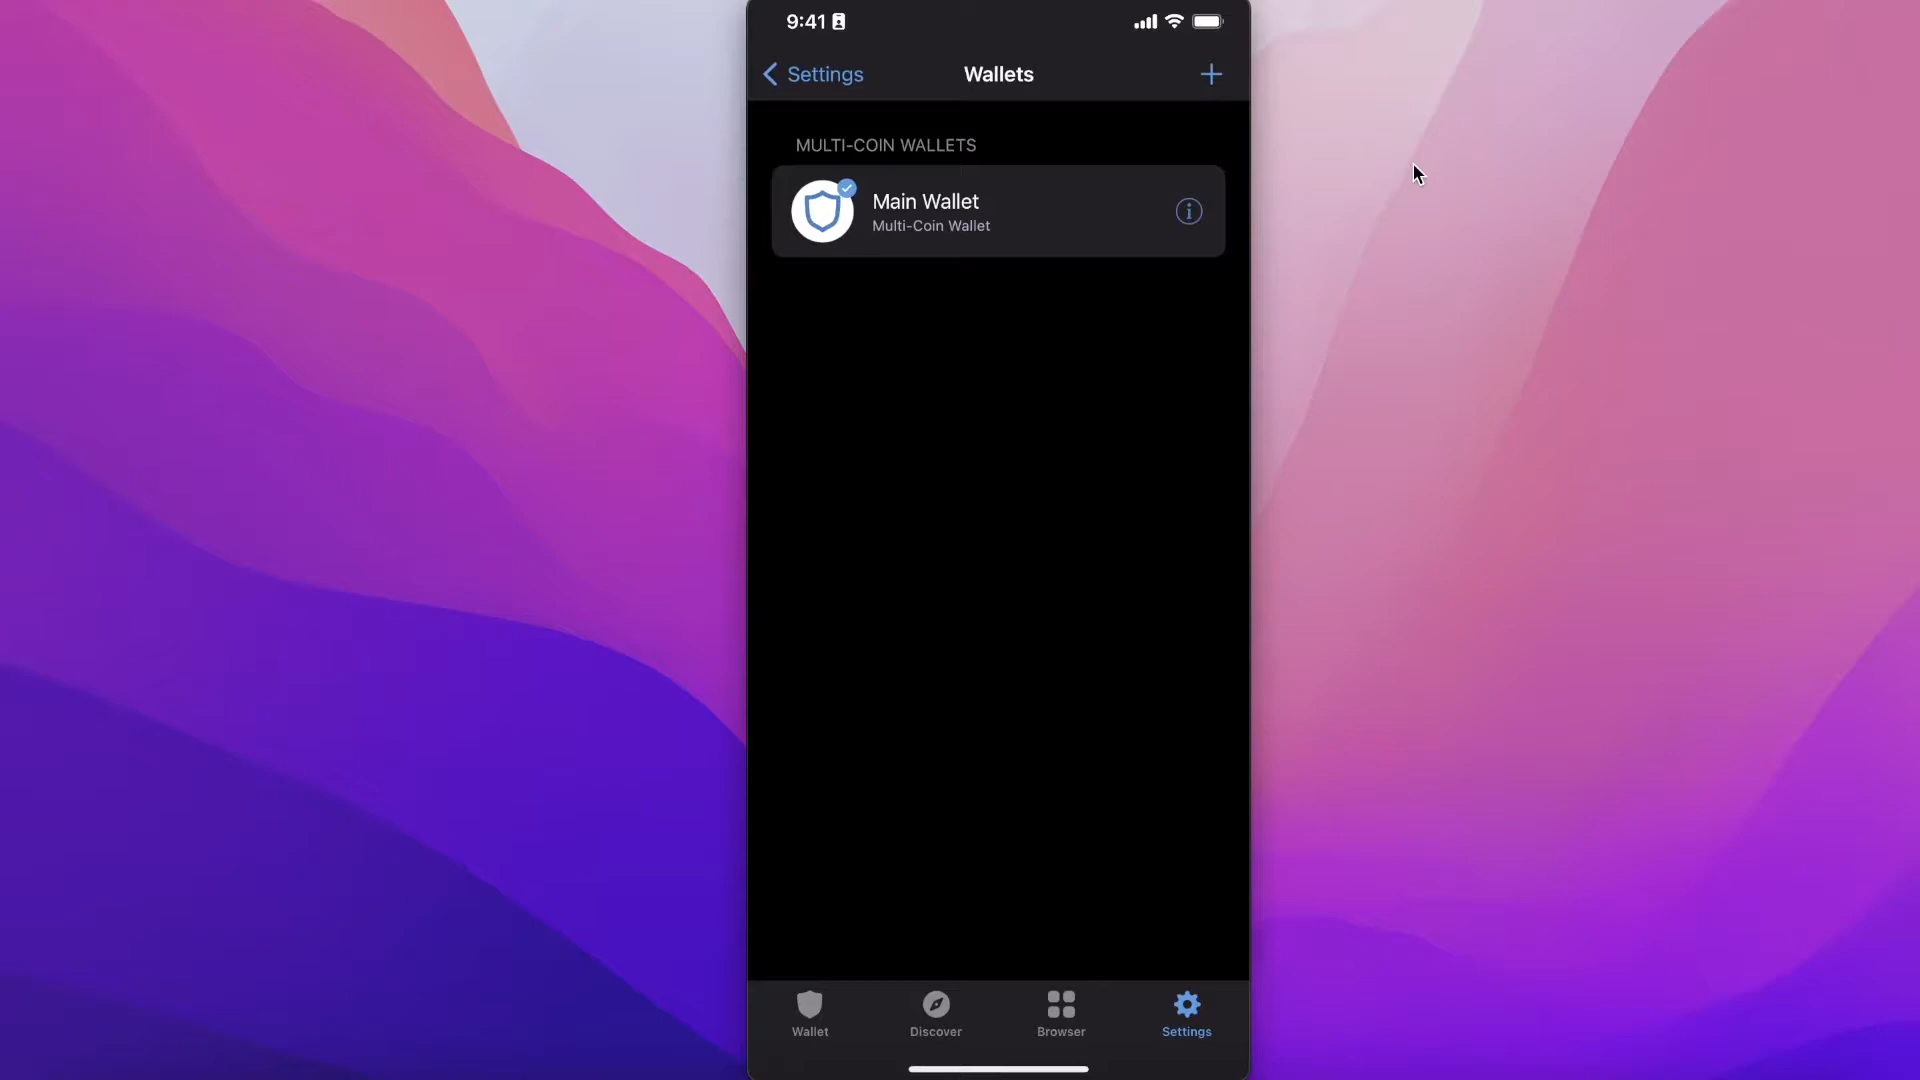 9:41
Settings
Wallets
MULTI-COIN WALLETS
Main Wallet
Multi-Coin Wallet
Wallet
Discover
Browser
Settings